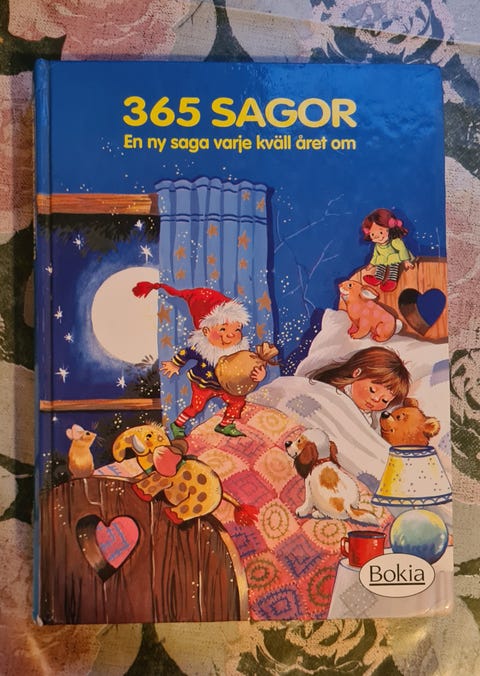 365 SAGOR
En ny saga varje kväll året om
Bokia